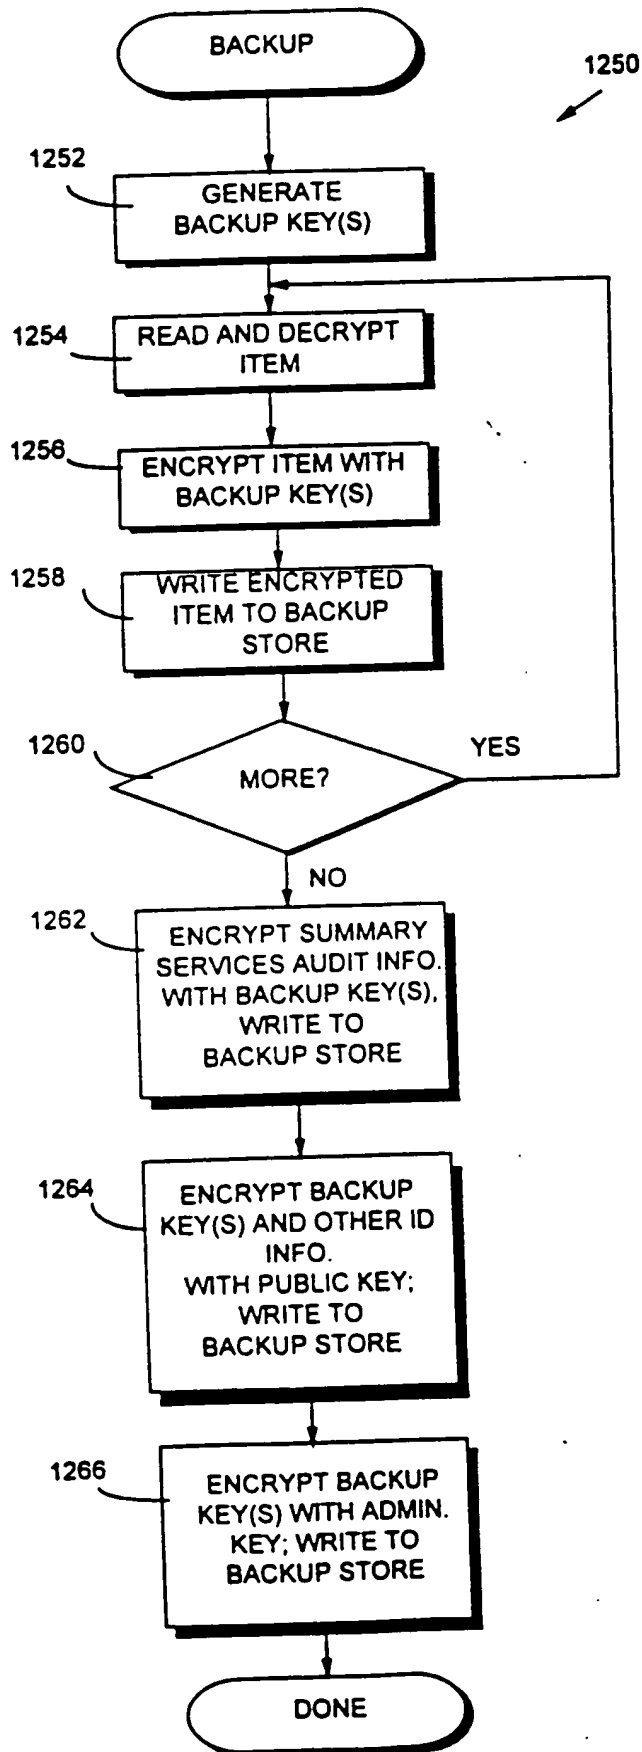 BACKUP
1250
1252
GENERATE
BACKUP KEY(S)
1254
READ AND DECRYPT
ITEM
1256
ENCRYPT ITEM WITH
BACKUP KEY(S)
1258
WRITE ENCRYPTED
ITEM TO BACKUP
STORE
1260
MORE?
YES
NO
1262
ENCRYPT SUMMARY
SERVICES AUDIT INFO.
WITH BACKUP KEY(S),
WRITE TO
BACKUP STORE
1264
ENCRYPT BACKUP
KEY(S) AND OTHER ID
INFO.
WITH PUBLIC KEY;
WRITE TO
BACKUP STORE
1266
ENCRYPT BACKUP
KEY(S) WITH ADMIN.
KEY; WRITE TO
BACKUP STORE
DONE